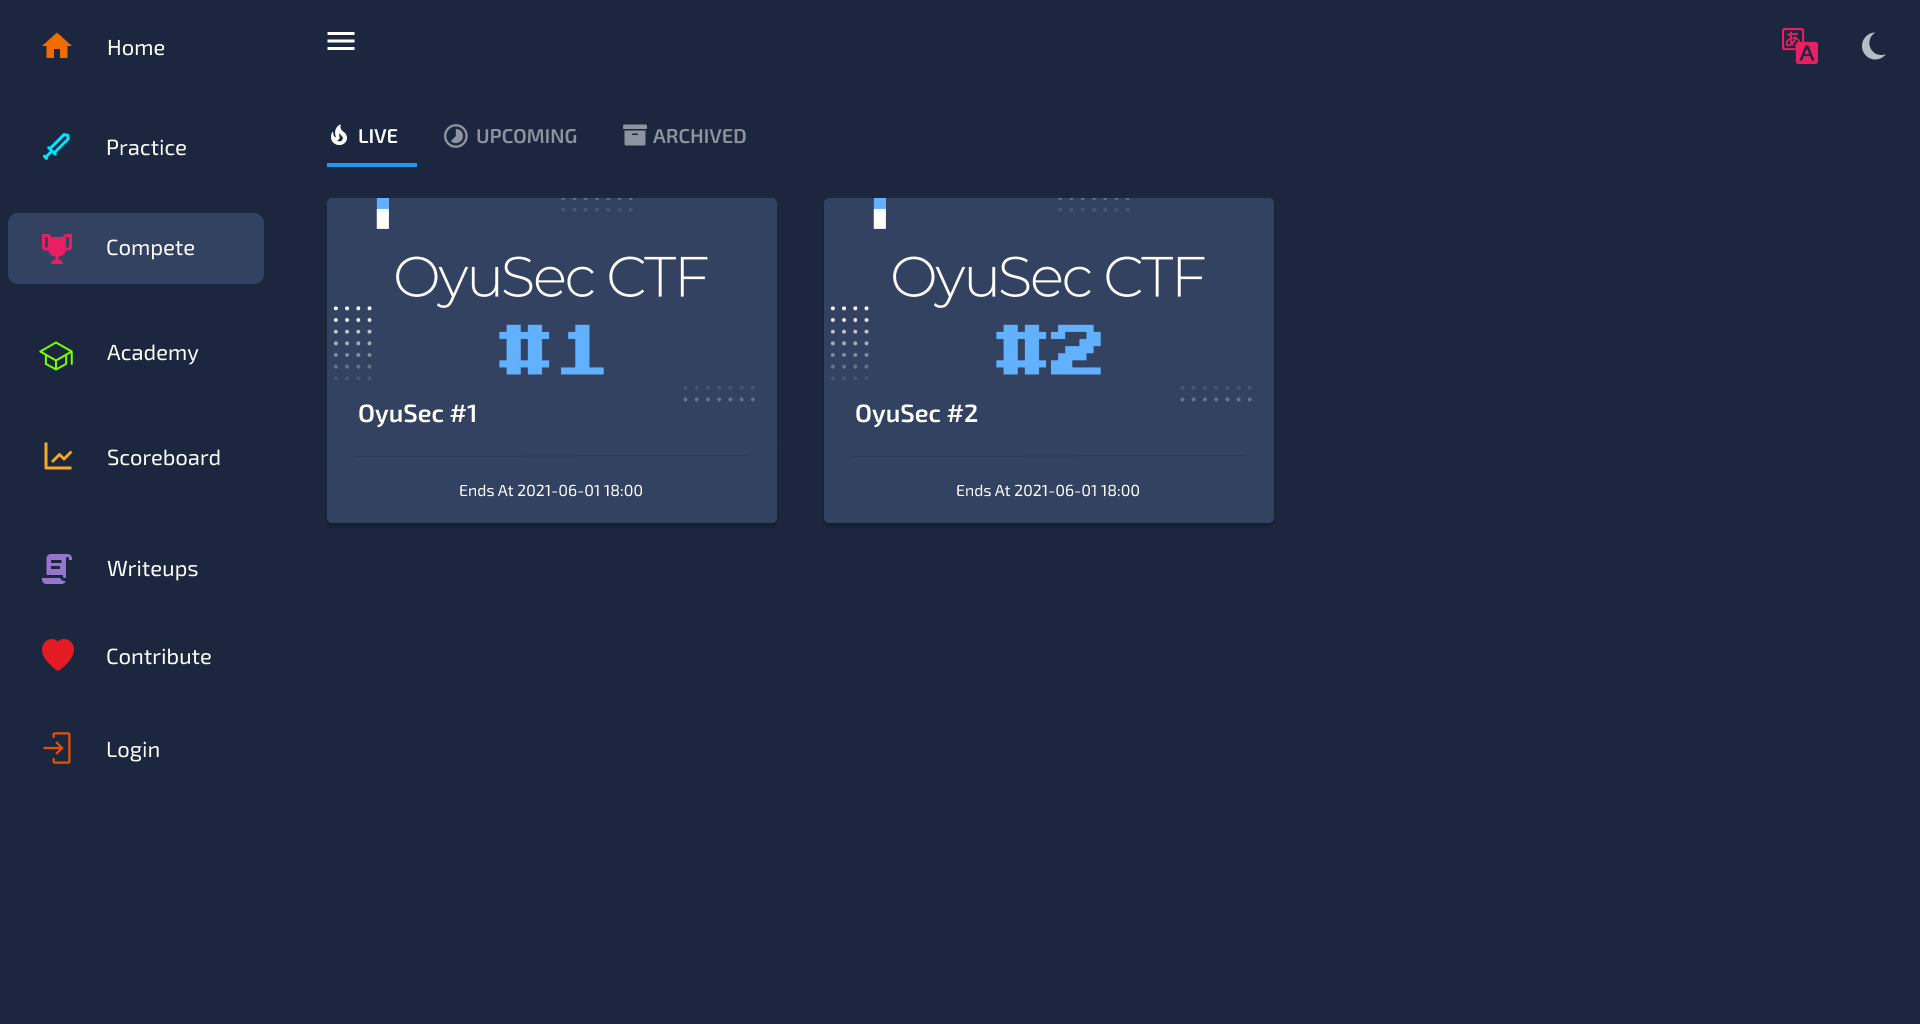 Home
Practice
Compete
Academy
Scoreboard
Writeups
Contribute
Login
あ
A
LIVE UPCOMING ARCHIVED
OyuSec CTF
#1
OyuSec #1
Ends At 2021-06-01 18:00
OyuSec CTF
#2
OyuSec #2
Ends At 2021-06-01 18:00